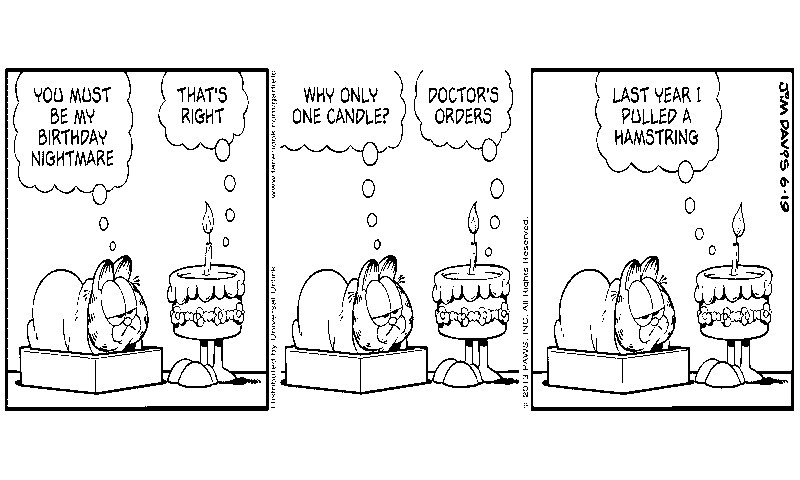 YOU MUST
BE MY
BIRTHDAY
NIGHTMARE
THAT'S
RIGHT
WHY ONLY
ONE CANDLE?
DOCTOR'S
ORDERS
© 2013 PAWS, INC. All Rights Reserved.
LAST YEAR I
PULLED A
HAMSTRING
JIM DAVIS 6-19